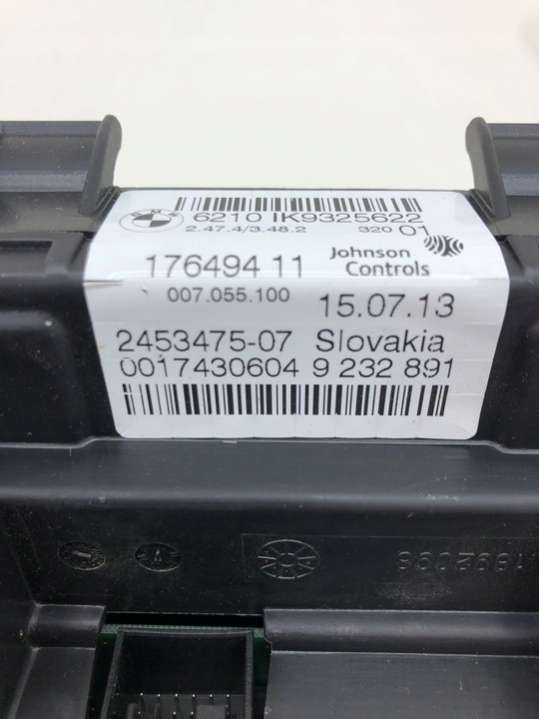 BMW
6210 IK9325622
2.47.4/3.48.2 320 01
176494 11 Johnson
Controls
007.055.100 15.07.13
2453475-07 Slovakia
0017430604 9 232 891